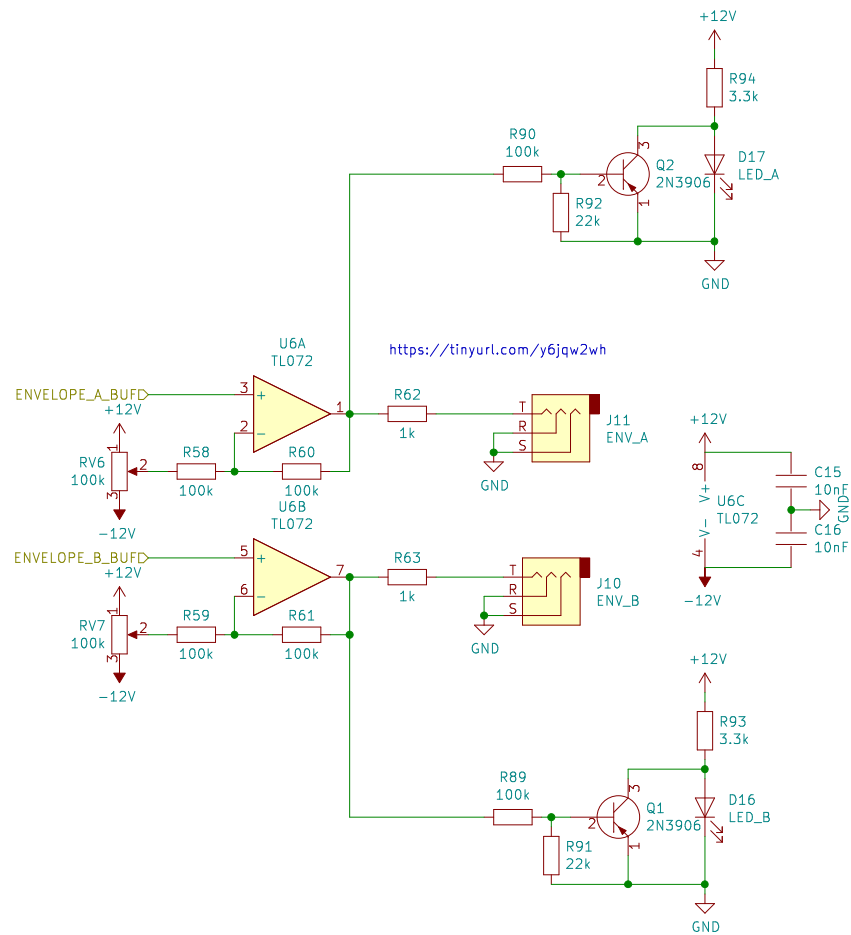 +12V
R94
3.3k
R90
100k
3
Q2
2N3906
2
1
D17
LED_A
R92
22k
GND
https://tinyurl.com/y6jqw2wh
U6A
TL072
ENVELOPE_A_BUF
3
+
1
2
−
R62
1k
T
R
S
J11
ENV_A
GND
+12V
1
RV6
100k
2
3
-12V
R58
100k
R60
100k
+12V
8
V+
U6C
TL072
V-
4
-12V
C15
10nF
GND
C16
10nF
U6B
TL072
ENVELOPE_B_BUF
5
+
7
6
−
R63
1k
T
R
S
J10
ENV_B
GND
+12V
1
RV7
100k
2
3
-12V
R59
100k
R61
100k
+12V
R93
3.3k
R89
100k
3
Q1
2N3906
2
1
D16
LED_B
R91
22k
GND